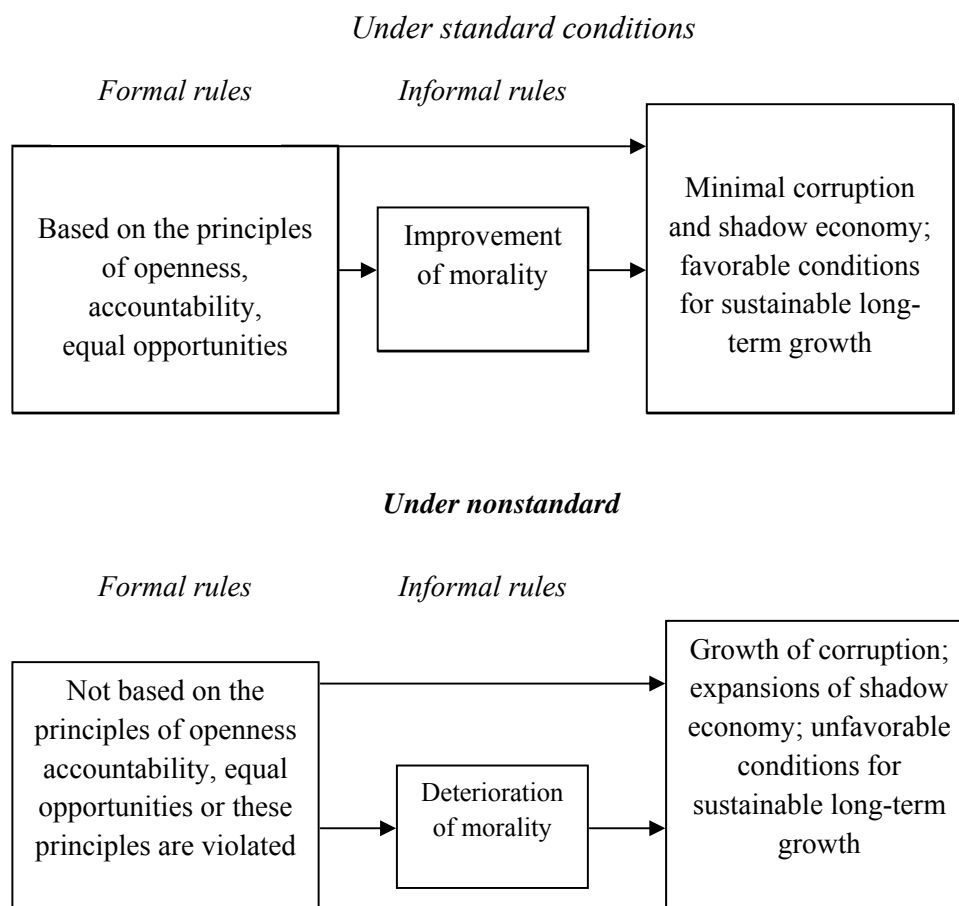 Under standard conditions
Formal rules
Informal rules
Based on the principles
of openness,
accountability,
equal opportunities
Improvement
of morality
Minimal corruption
and shadow economy;
favorable conditions
for sustainable long-
term growth
Under nonstandard
Formal rules
Informal rules
Not based on the
principles of openness
accountability, equal
opportunities or these
principles are violated
Deterioration
of morality
Growth of corruption;
expansions of shadow
economy; unfavorable
conditions for
sustainable long-term
growth